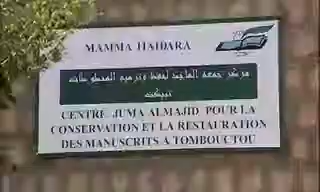 MAMMA HAIDARA
مركز جمعة الماجد لحفظ وترميم المخطوطات
تنبكت
CENTRE JUMA ALMAJID POUR LA
CONSERVATION ET LA RESTAURATION
DES MANUSCRITS A TOMBOUCTOU